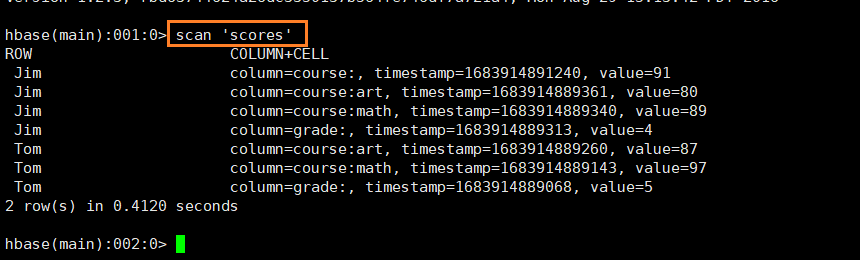 hbase(main):001:0> scan 'scores'
ROW COLUMN+CELL
Jim column=course:, timestamp=1683914891240, value=91
Jim column=course:art, timestamp=1683914889361, value=80
Jim column=course:math, timestamp=1683914889340, value=89
Jim column=grade:, timestamp=1683914889313, value=4
Tom column=course:art, timestamp=1683914889260, value=87
Tom column=course:math, timestamp=1683914889143, value=97
Tom column=grade:, timestamp=1683914889068, value=5
2 row(s) in 0.4120 seconds
hbase(main):002:0>